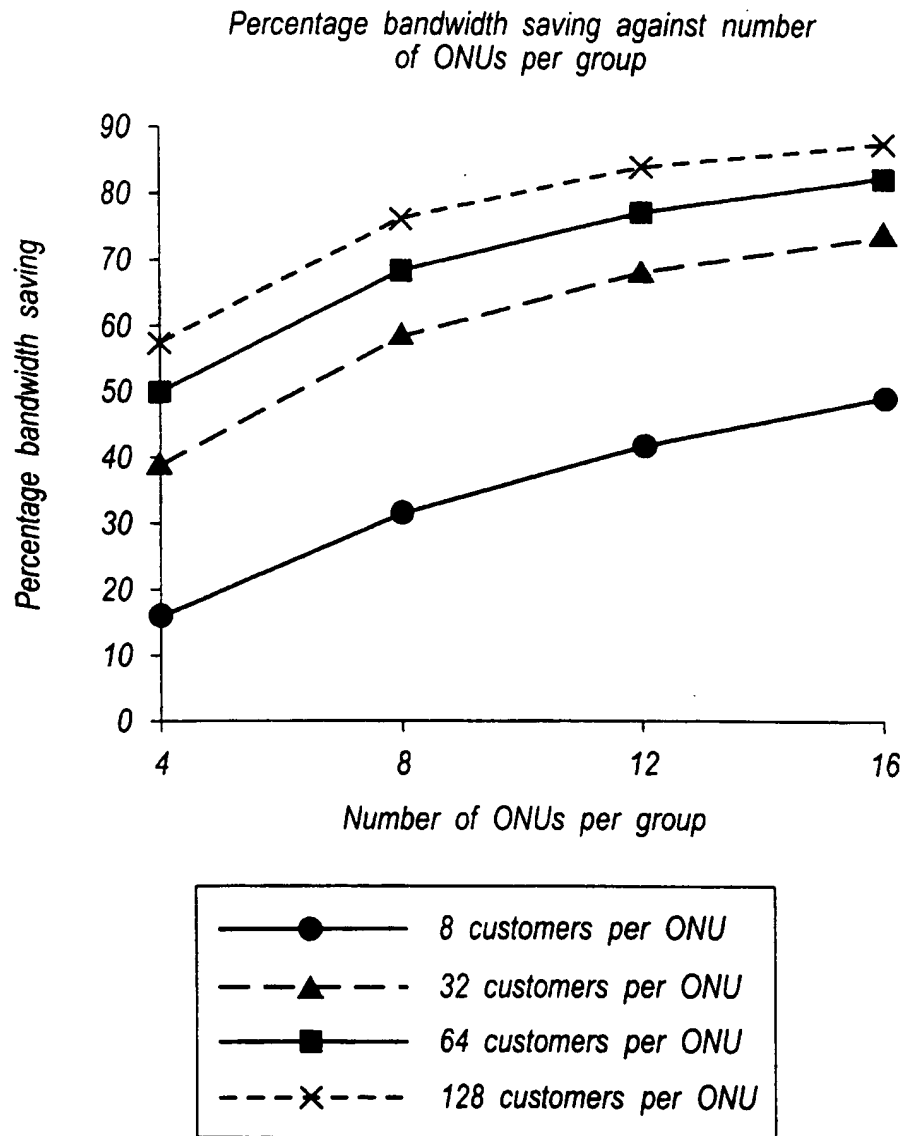 Percentage bandwidth saving against number
of ONUs per group
90
80
70
60
50
40
30
20
10
0
Percentage bandwidth saving
4 8 12 16
Number of ONUs per group
8 customers per ONU
32 customers per ONU
64 customers per ONU
128 customers per ONU